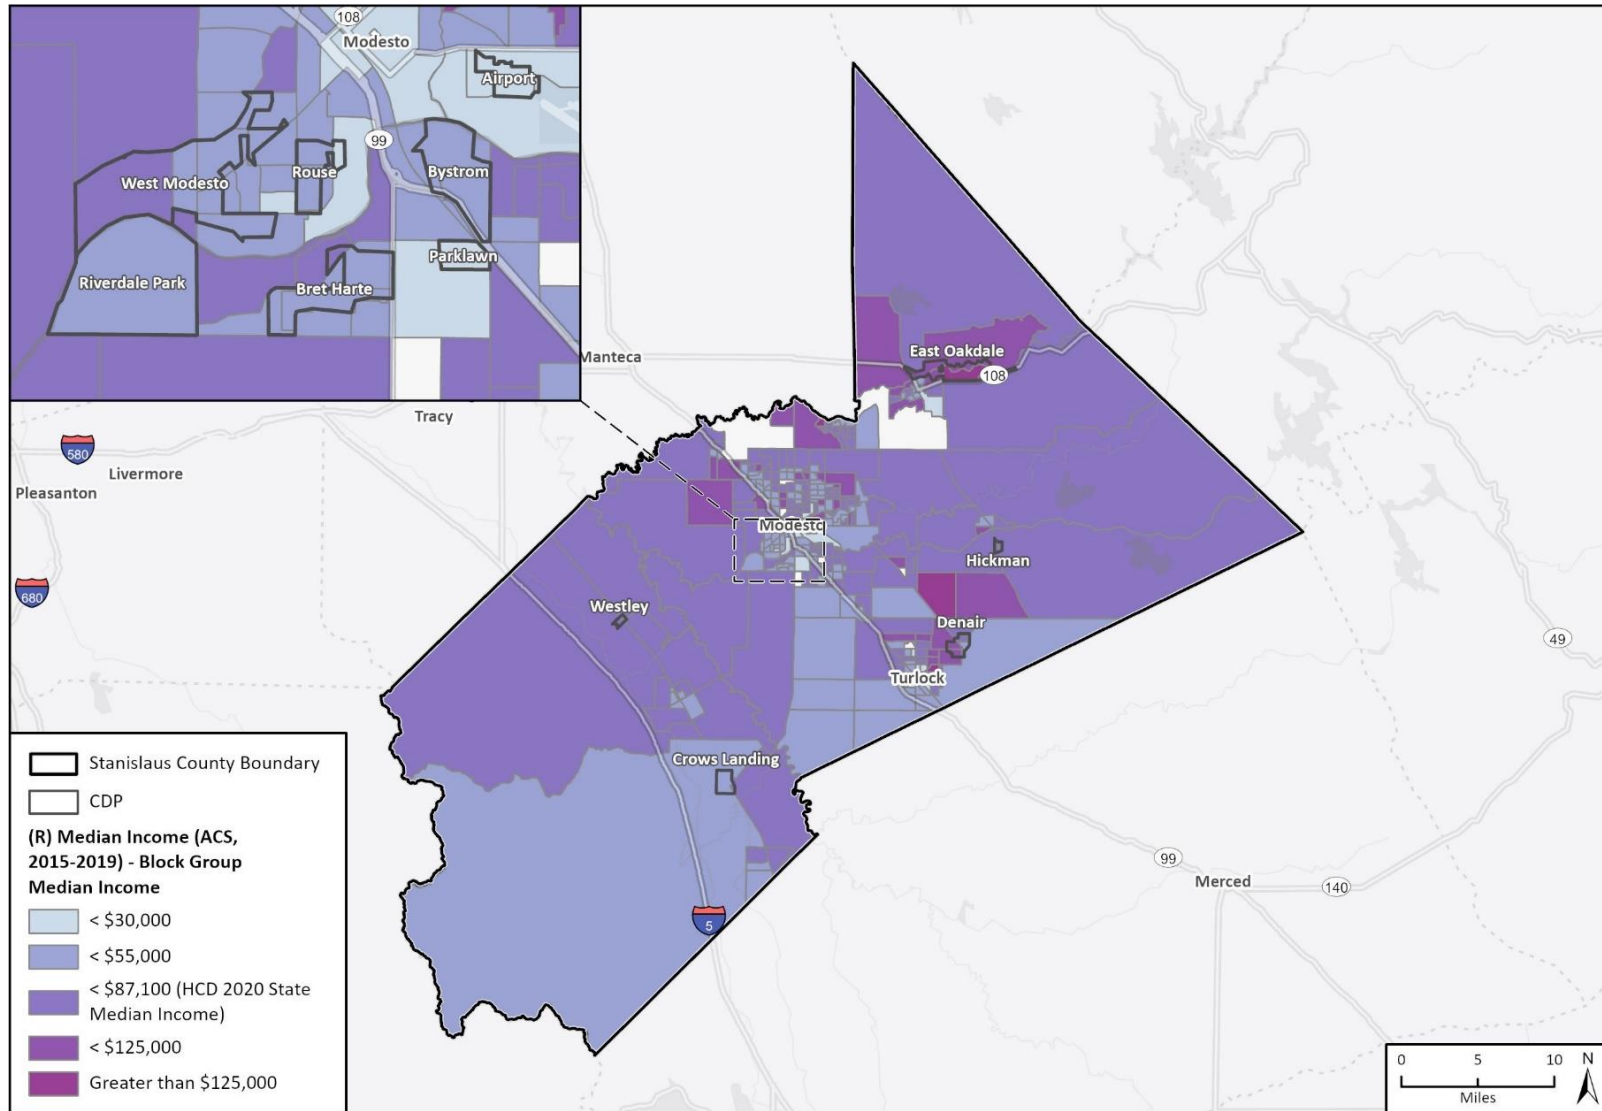 108
Modesto
Airport
99
West Modesto
Rouse
Bystrom
Parklawn
Riverdale Park
Bret Harte
Manteca
Tracy
580
Livermore
Pleasanton
680
East Oakdale
108
Modesto
Hickman
Westley
Denair
Turlock
49
Crows Landing
99
Merced
140
5
Stanislaus County Boundary
CDP
(R) Median Income (ACS,
2015-2019) - Block Group
Median Income
< $30,000
< $55,000
< $87,100 (HCD 2020 State
Median Income)
< $125,000
Greater than $125,000
0 5 10
Miles
N